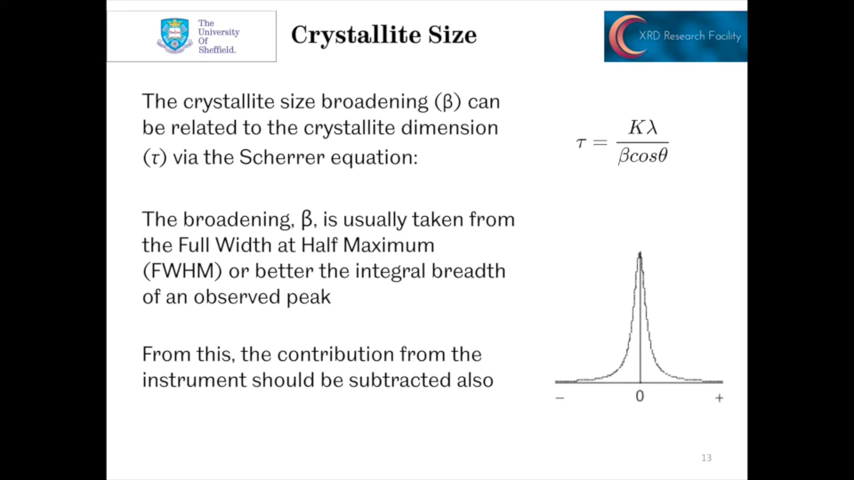 The
University
Of
Sheffield.
Crystallite Size
XRD Research Facility
The crystallite size broadening (β) can
be related to the crystallite dimension
(τ) via the Scherrer equation:
τ = Kλ / βcosθ
The broadening, β, is usually taken from
the Full Width at Half Maximum
(FWHM) or better the integral breadth
of an observed peak
From this, the contribution from the
instrument should be subtracted also
− 0 +
13